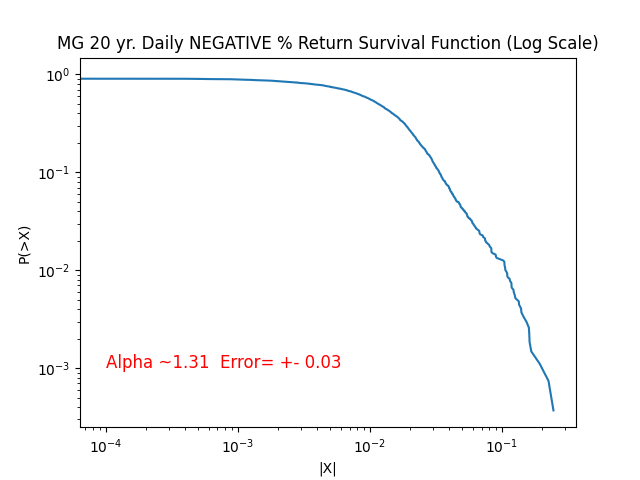 MG 20 yr. Daily NEGATIVE % Return Survival Function (Log Scale)
10⁰
10⁻¹
10⁻²
10⁻³
P(>X)
Alpha ~1.31  Error= +- 0.03
10⁻⁴
10⁻³
10⁻²
10⁻¹
|X|